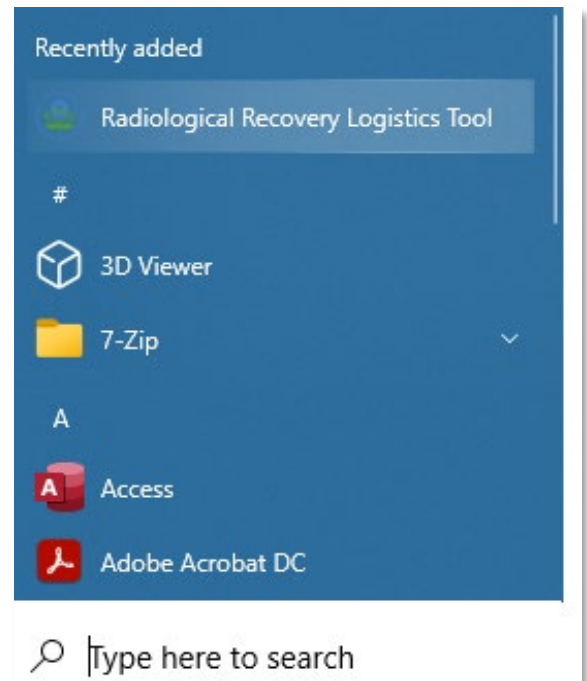 Recently added
Radiological Recovery Logistics Tool
#
3D Viewer
7-Zip
A
A Access
Adobe Acrobat DC
Type here to search